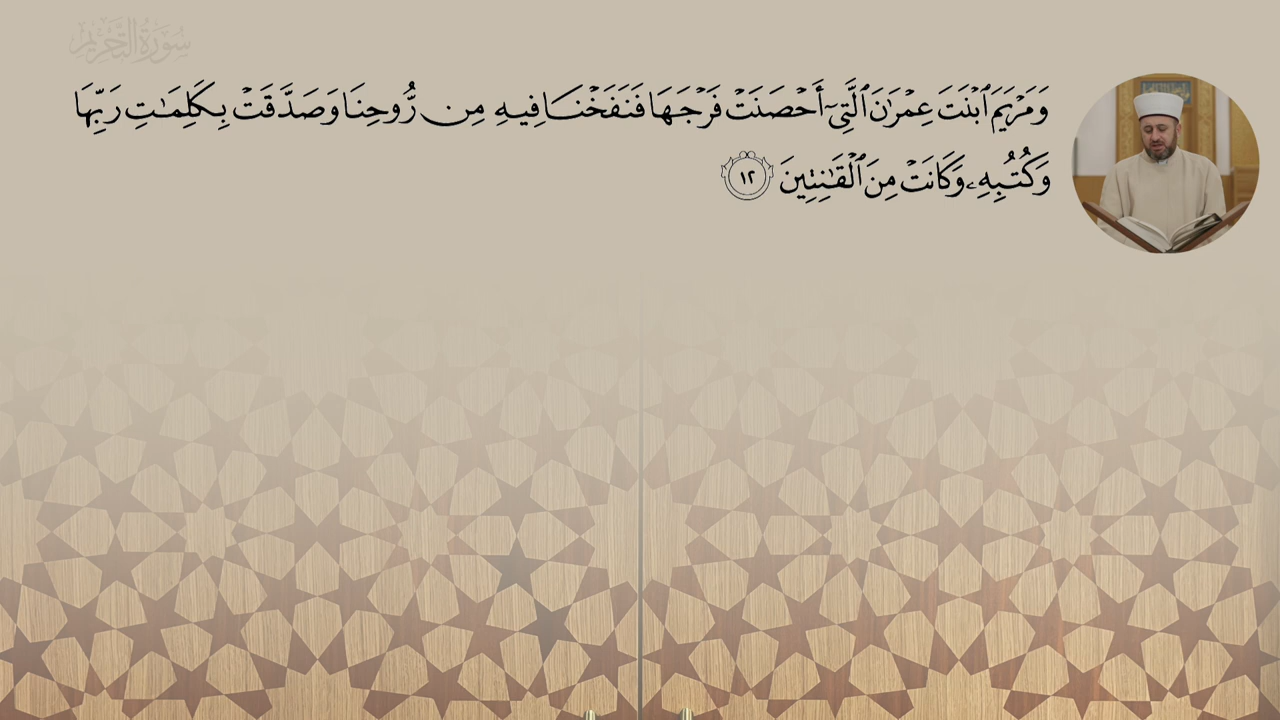 سُورَةُ التَّحْرِيمِ
وَمَرْيَمَ ٱبْنَتَ عِمْرَٰنَ ٱلَّتِىٓ أَحْصَنَتْ فَرْجَهَا فَنَفَخْنَا فِيهِ مِن رُّوحِنَا وَصَدَّقَتْ بِكَلِمَٰتِ رَبِّهَا
وَكُتُبِهِۦ وَكَانَتْ مِنَ ٱلْقَٰنِتِينَ ١٢